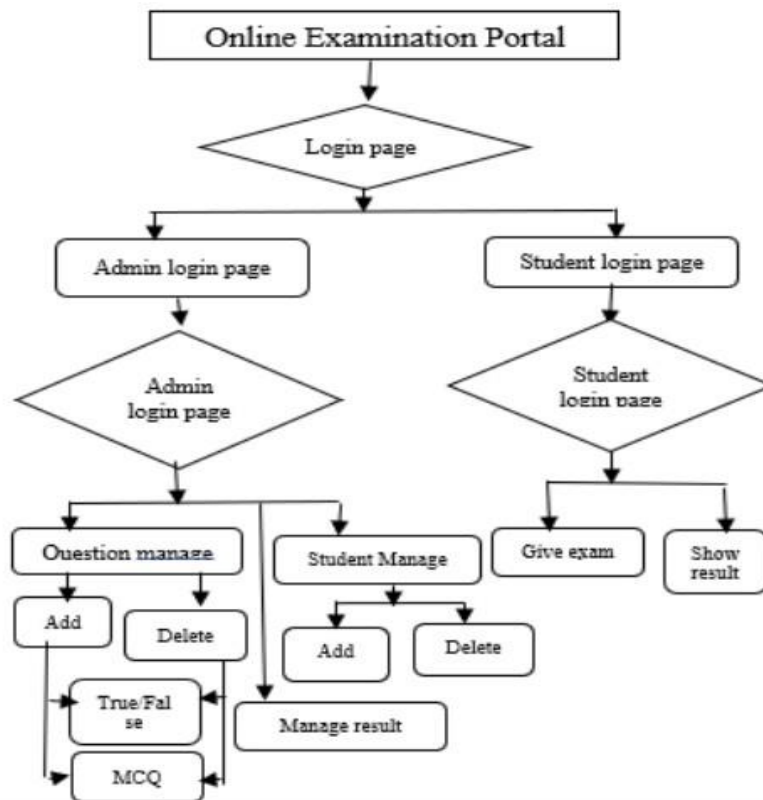 Online Examination Portal
Login page
Admin login page
Student login page
Admin
login page
Student
login page
Question manage
Student Manage
Give exam
Show
result
Add
Delete
Add
Delete
True/Fal
se
Manage result
MCQ